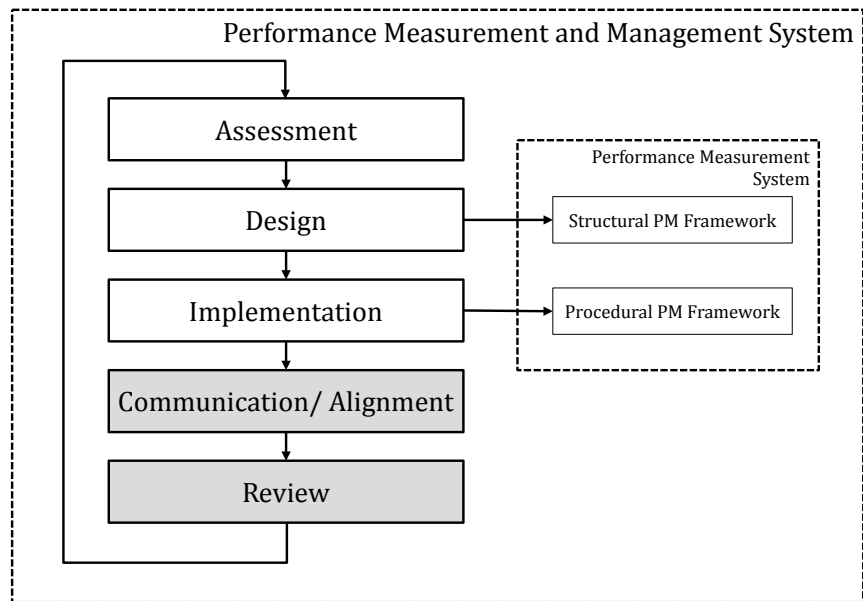 Performance Measurement and Management System
Assessment
Performance Measurement
System
Design
Structural PM Framework
Implementation
Procedural PM Framework
Communication/ Alignment
Review